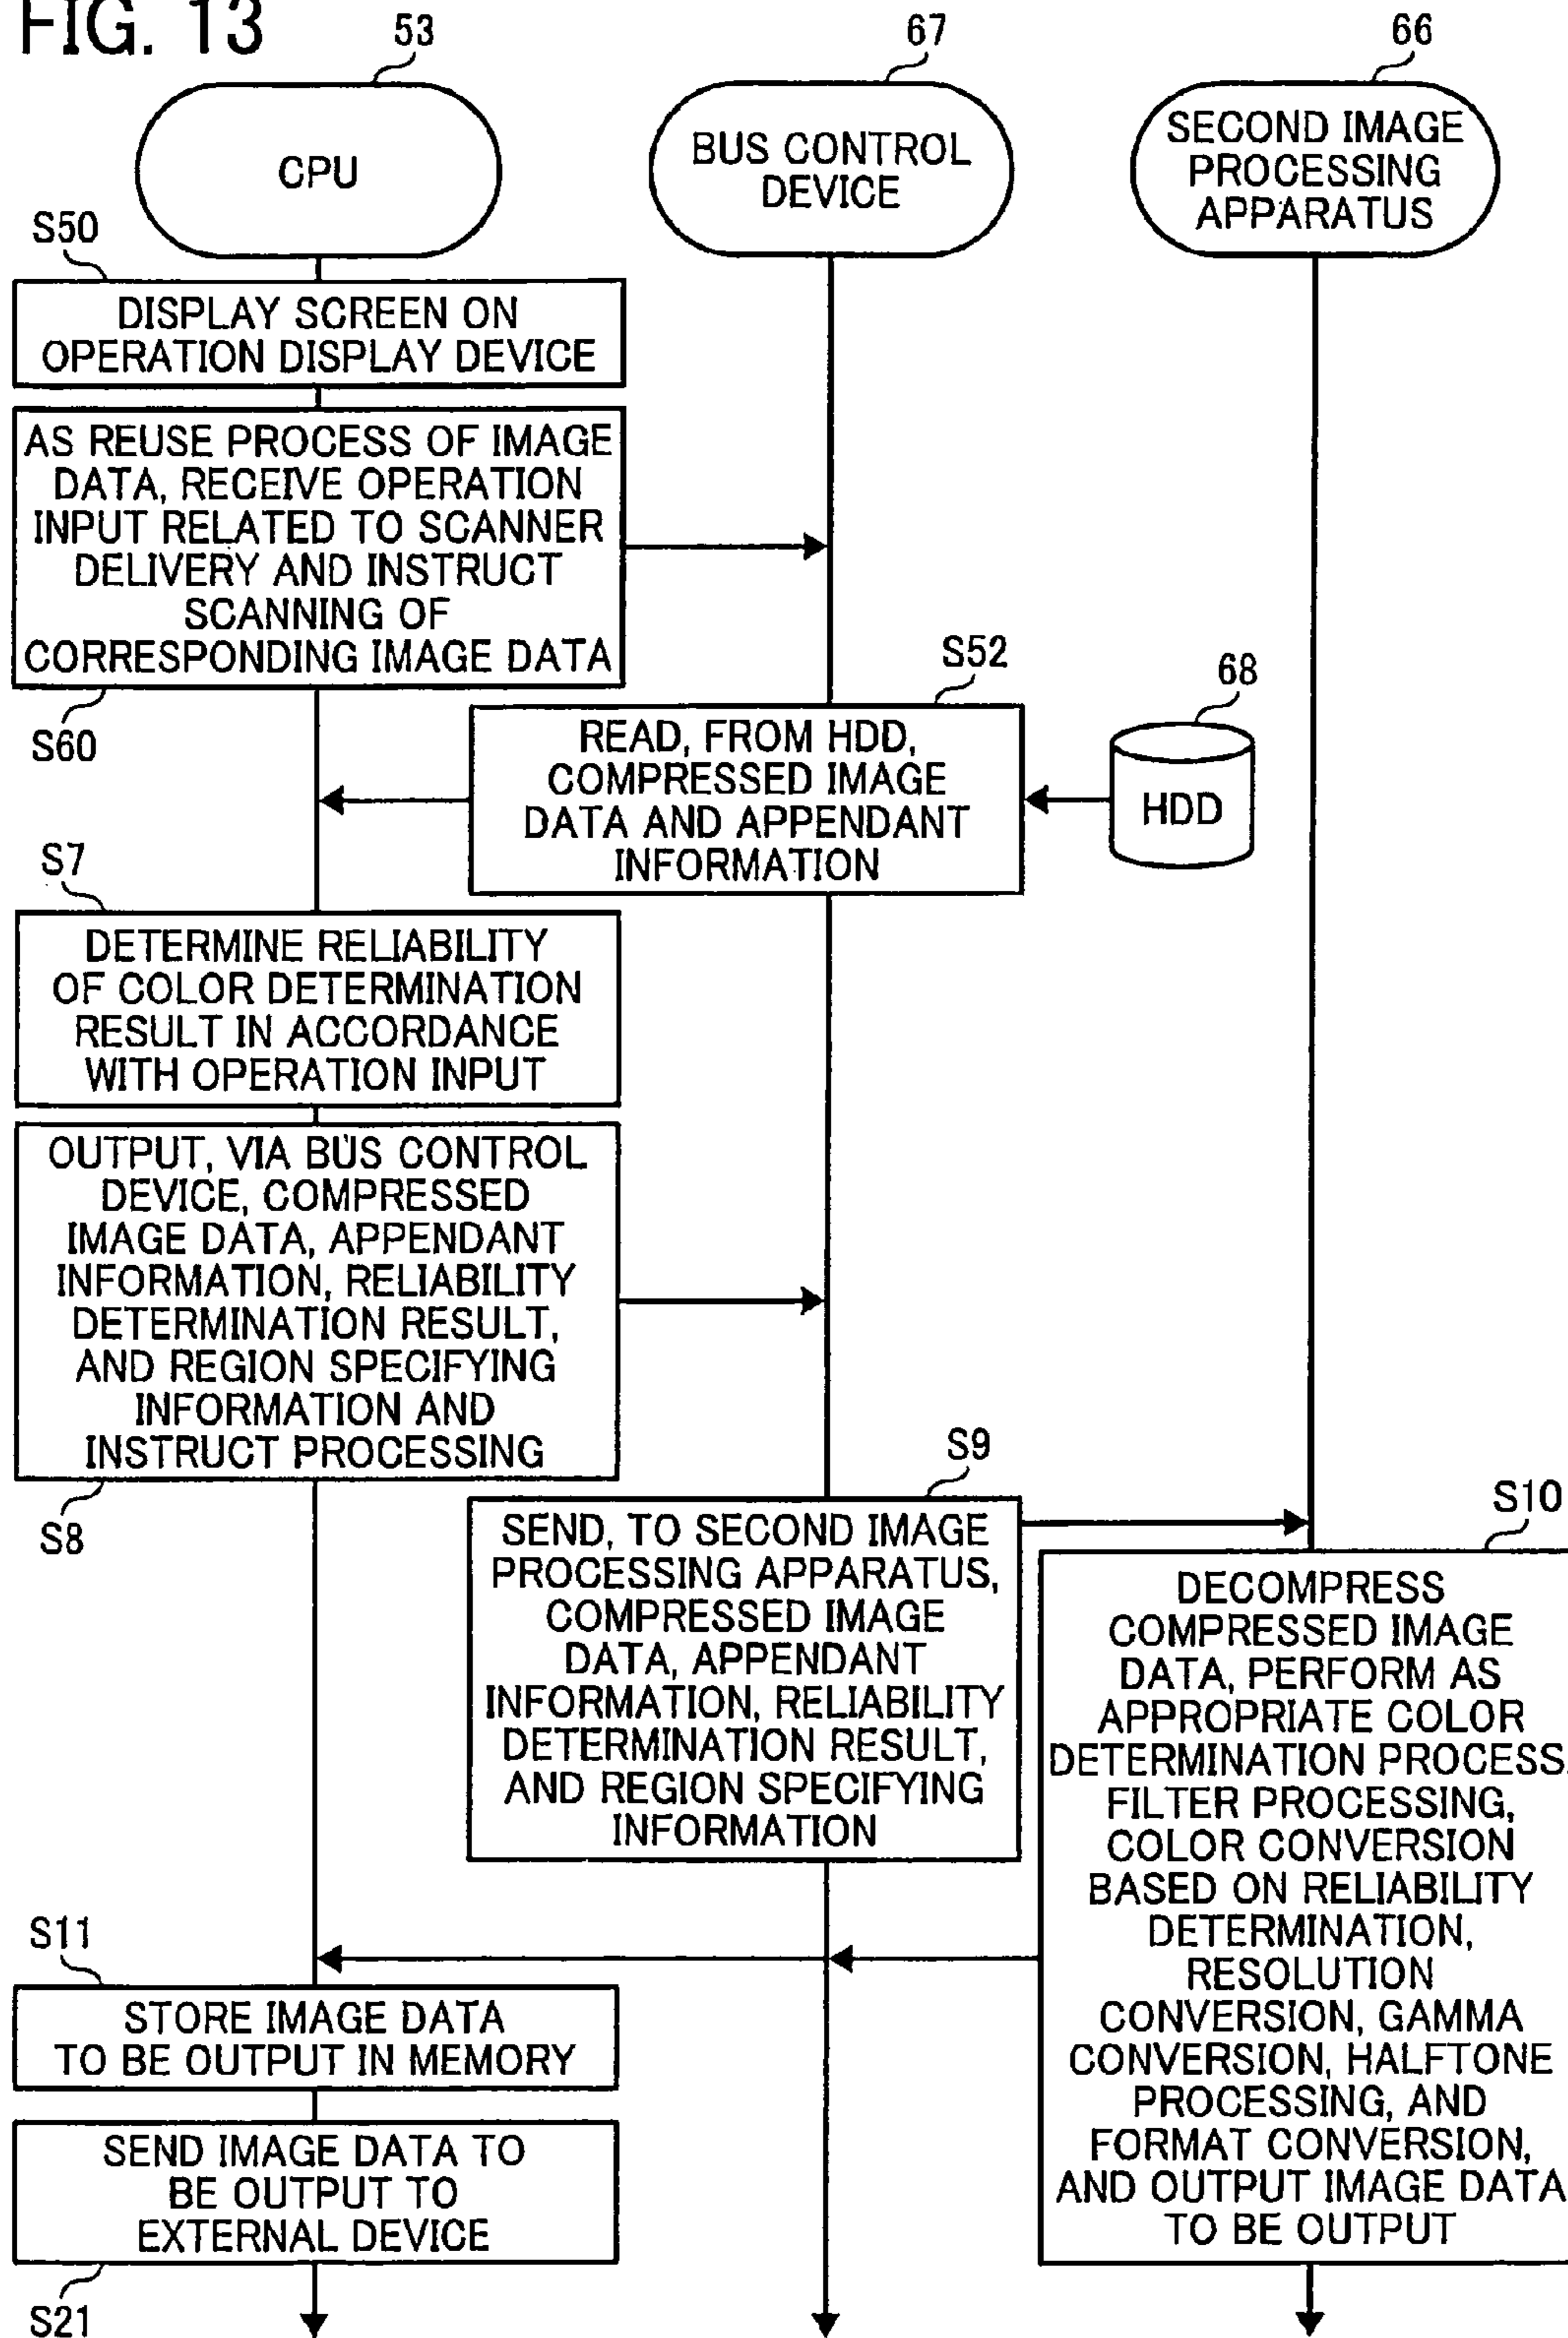 FIG. 13
53
67
66
CPU
BUS CONTROL
DEVICE
SECOND IMAGE
PROCESSING
APPARATUS
S50
DISPLAY SCREEN ON
OPERATION DISPLAY DEVICE
AS REUSE PROCESS OF IMAGE
DATA, RECEIVE OPERATION
INPUT RELATED TO SCANNER
DELIVERY AND INSTRUCT
SCANNING OF
CORRESPONDING IMAGE DATA
S60
S52
READ, FROM HDD,
COMPRESSED IMAGE
DATA AND APPENDANT
INFORMATION
68
HDD
S7
DETERMINE RELIABILITY
OF COLOR DETERMINATION
RESULT IN ACCORDANCE
WITH OPERATION INPUT
OUTPUT, VIA BUS CONTROL
DEVICE, COMPRESSED
IMAGE DATA, APPENDANT
INFORMATION, RELIABILITY
DETERMINATION RESULT,
AND REGION SPECIFYING
INFORMATION AND
INSTRUCT PROCESSING
S8
S9
SEND, TO SECOND IMAGE
PROCESSING APPARATUS,
COMPRESSED IMAGE
DATA, APPENDANT
INFORMATION, RELIABILITY
DETERMINATION RESULT,
AND REGION SPECIFYING
INFORMATION
S10
DECOMPRESS
COMPRESSED IMAGE
DATA, PERFORM AS
APPROPRIATE COLOR
DETERMINATION PROCESS,
FILTER PROCESSING,
COLOR CONVERSION
BASED ON RELIABILITY
DETERMINATION,
RESOLUTION
CONVERSION, GAMMA
CONVERSION, HALFTONE
PROCESSING, AND
FORMAT CONVERSION,
AND OUTPUT IMAGE DATA
TO BE OUTPUT
S11
STORE IMAGE DATA
TO BE OUTPUT IN MEMORY
SEND IMAGE DATA TO
BE OUTPUT TO
EXTERNAL DEVICE
S21